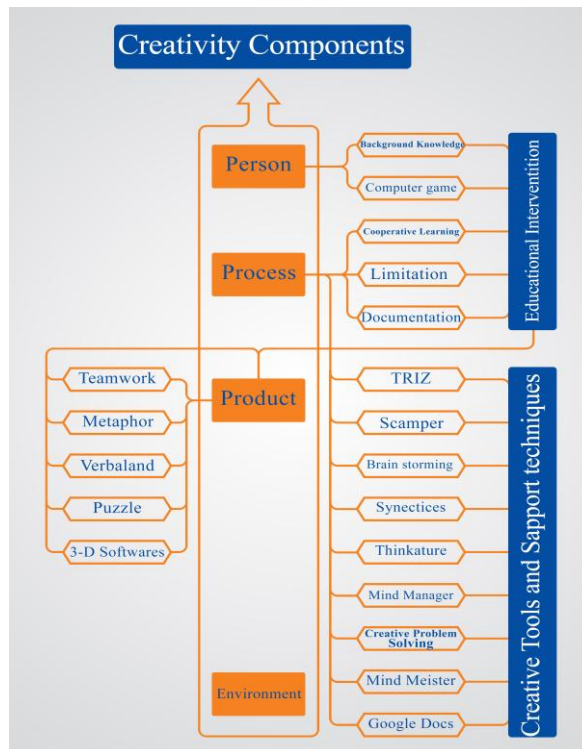 Creativity Components
Person
Background Knowledge
Computer game
Process
Cooperative Learning
Limitation
Documentation
Educational Interventition
Product
Teamwork
Metaphor
Verbaland
Puzzle
3-D Softwares
TRIZ
Scamper
Brain storming
Synectices
Thinkature
Mind Manager
Creative Problem
Solving
Mind Meister
Google Docs
Creative Tools and Sapport techniques
Environment